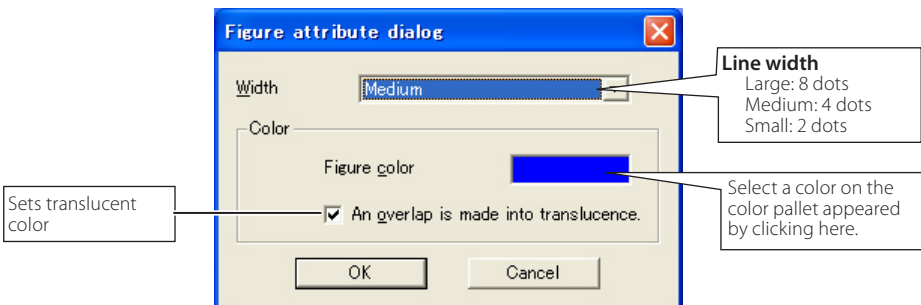 Figure attribute dialog
Line width
Large: 8 dots
Medium: 4 dots
Small: 2 dots
Width
Medium
Color
Figure color
Select a color on the
color pallet appeared
by clicking here.
Sets translucent
color
An overlap is made into translucence.
OK
Cancel